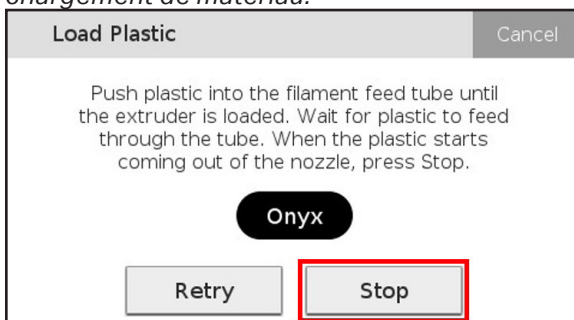 chargement de matériau.
Load Plastic
Cancel
Push plastic into the filament feed tube until
the extruder is loaded. Wait for plastic to feed
through the tube. When the plastic starts
coming out of the nozzle, press Stop.
Onyx
Retry
Stop